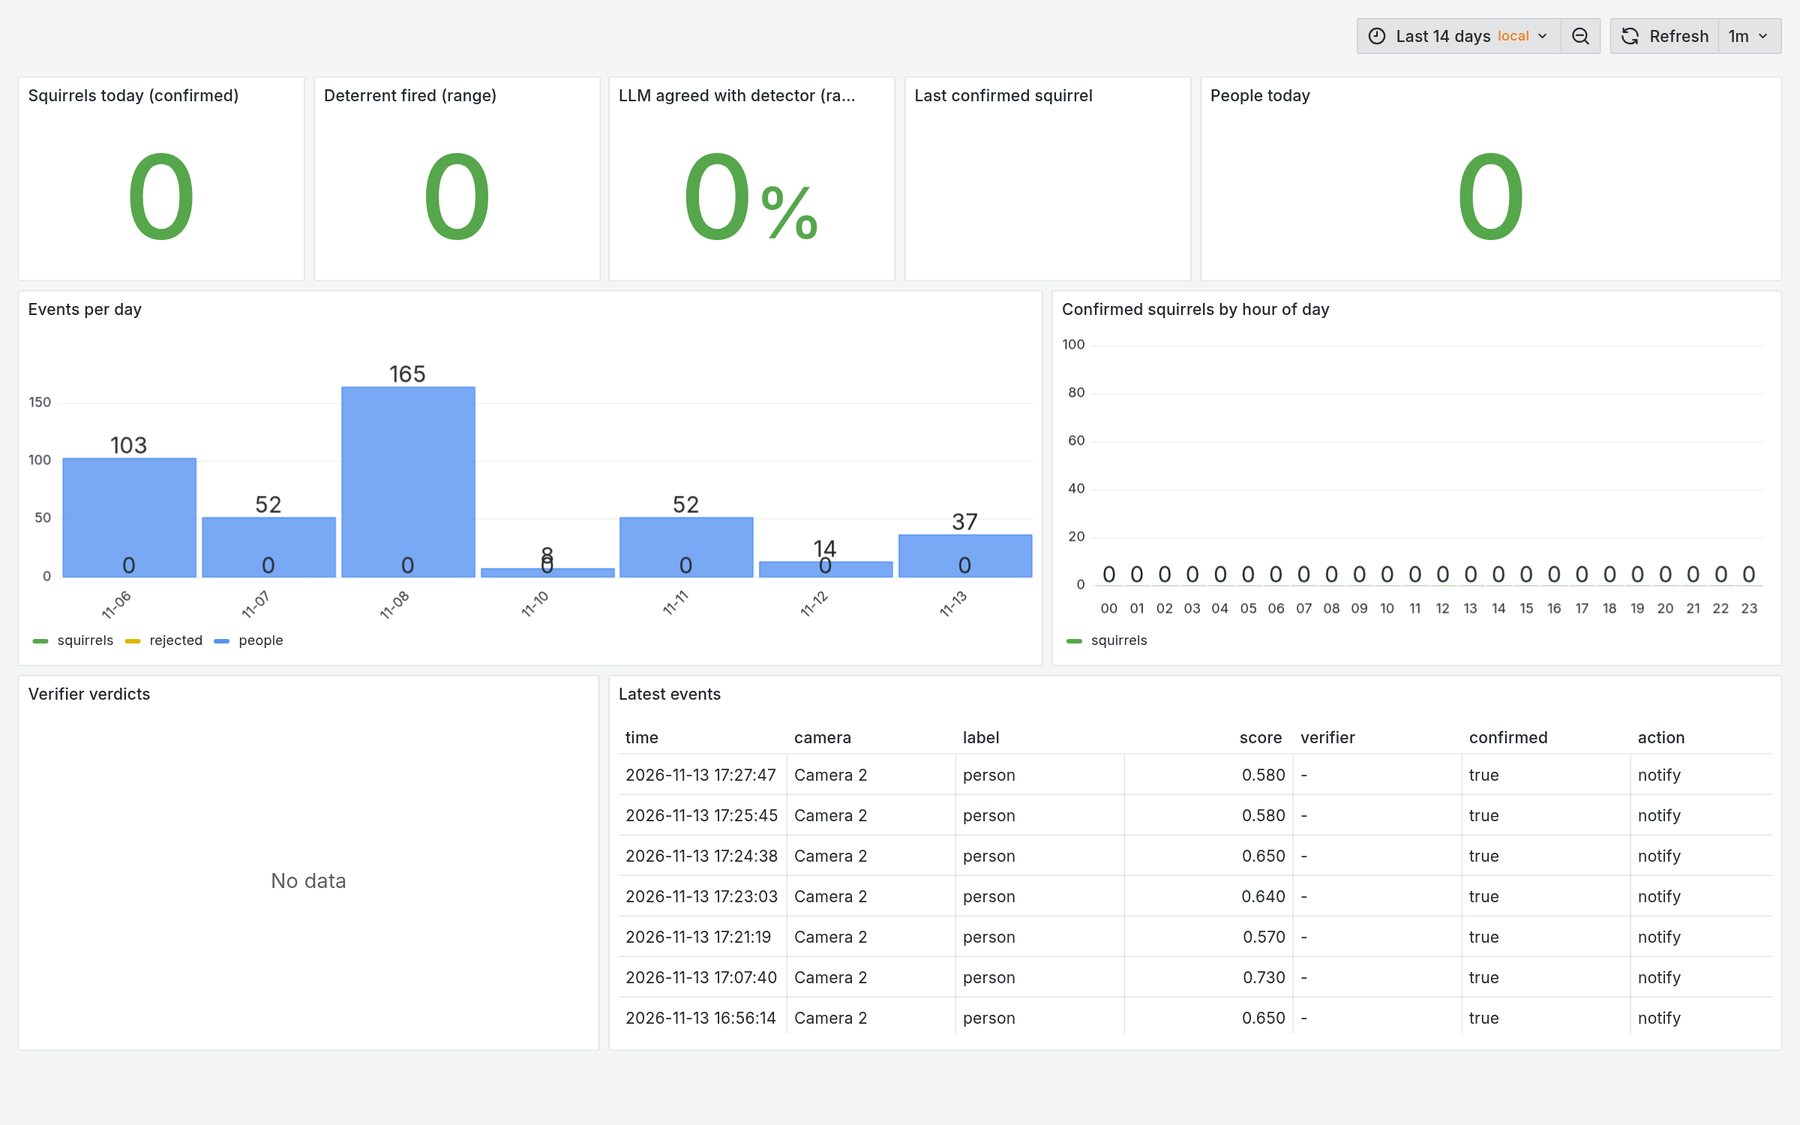 Last 14 days local
Refresh
1m
Squirrels today (confirmed)
0
Deterrent fired (range)
0
LLM agreed with detector (ra...
0%
Last confirmed squirrel
People today
0
Events per day
150
100
50
0
103
52
165
8
52
14
37
0 0 0 0 0 0 0
11-06 11-07 11-08 11-10 11-11 11-12 11-13
squirrels rejected people
Confirmed squirrels by hour of day
100
80
60
40
20
0
0 0 0 0 0 0 0 0 0 0 0 0 0 0 0 0 0 0 0 0 0 0 0 0
00 01 02 03 04 05 06 07 08 09 10 11 12 13 14 15 16 17 18 19 20 21 22 23
squirrels
Verifier verdicts
No data
Latest events
time camera label score verifier confirmed action
2026-11-13 17:27:47 Camera 2 person 0.580 - true notify
2026-11-13 17:25:45 Camera 2 person 0.580 - true notify
2026-11-13 17:24:38 Camera 2 person 0.650 - true notify
2026-11-13 17:23:03 Camera 2 person 0.640 - true notify
2026-11-13 17:21:19 Camera 2 person 0.570 - true notify
2026-11-13 17:07:40 Camera 2 person 0.730 - true notify
2026-11-13 16:56:14 Camera 2 person 0.650 - true notify